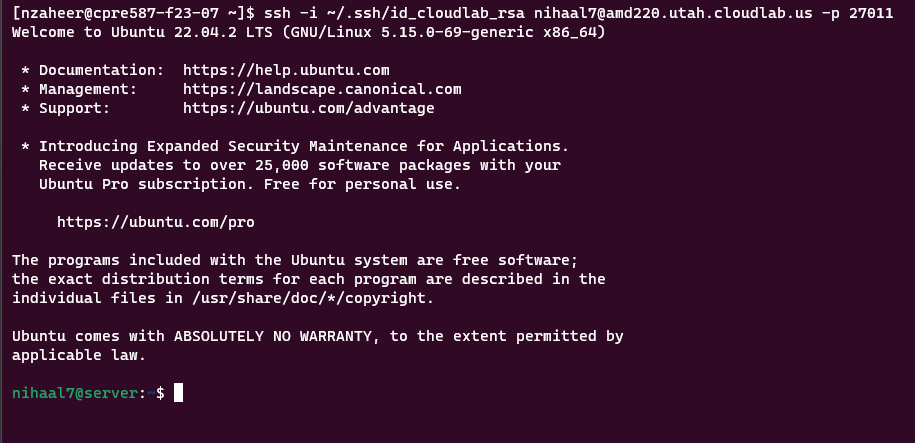 [nzaheer@cpre587-f23-07 ~]$ ssh -i ~/.ssh/id_cloudlab_rsa nihaal7@amd220.utah.cloudlab.us -p 27011
Welcome to Ubuntu 22.04.2 LTS (GNU/Linux 5.15.0-69-generic x86_64)
* Documentation:  https://help.ubuntu.com
* Management:     https://landscape.canonical.com
* Support:        https://ubuntu.com/advantage
* Introducing Expanded Security Maintenance for Applications.
Receive updates to over 25,000 software packages with your
Ubuntu Pro subscription. Free for personal use.
https://ubuntu.com/pro
The programs included with the Ubuntu system are free software;
the exact distribution terms for each program are described in the
individual files in /usr/share/doc/*/copyright.
Ubuntu comes with ABSOLUTELY NO WARRANTY, to the extent permitted by
applicable law.
nihaal7@server:~$